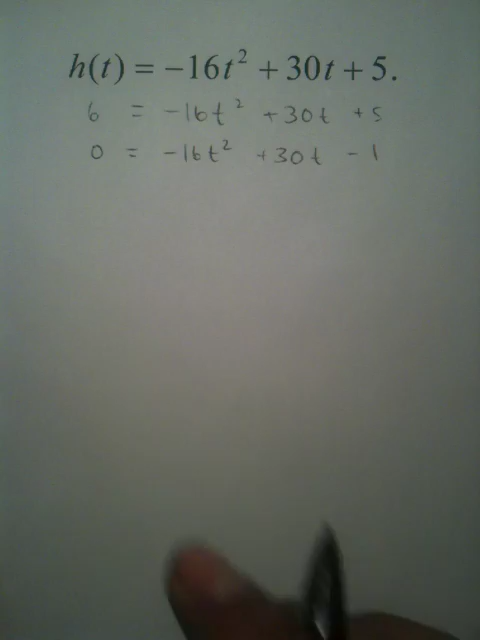 h(t) = −16t² + 30t + 5.
6 = −16t² + 30t + 5
0 = −16t² + 30t − 1